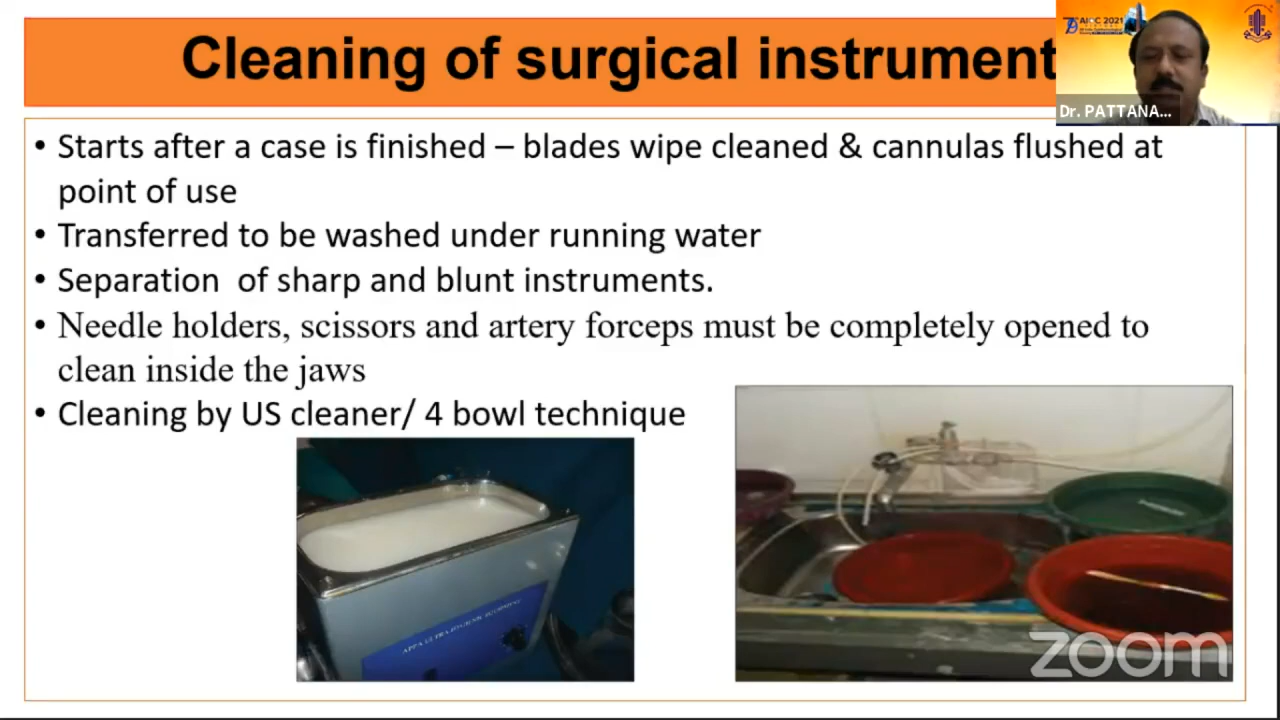 Cleaning of surgical instrument
AIOC 2021
Dr. PATTANA...
• Starts after a case is finished – blades wipe cleaned & cannulas flushed at
point of use
• Transferred to be washed under running water
• Separation of sharp and blunt instruments.
• Needle holders, scissors and artery forceps must be completely opened to
clean inside the jaws
• Cleaning by US cleaner/ 4 bowl technique
zoom